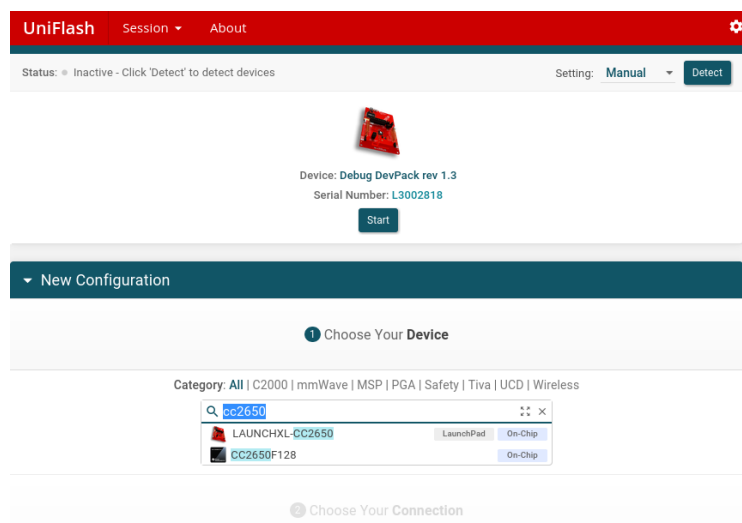 UniFlash Session About
Status: Inactive - Click 'Detect' to detect devices Setting: Manual Detect
Device: Debug DevPack rev 1.3
Serial Number: L3002818
Start
New Configuration
1 Choose Your Device
Category: All | C2000 | mmWave | MSP | PGA | Safety | Tiva | UCD | Wireless
cc2650
LAUNCHXL-CC2650 LaunchPad On-Chip
CC2650F128 On-Chip
2 Choose Your Connection